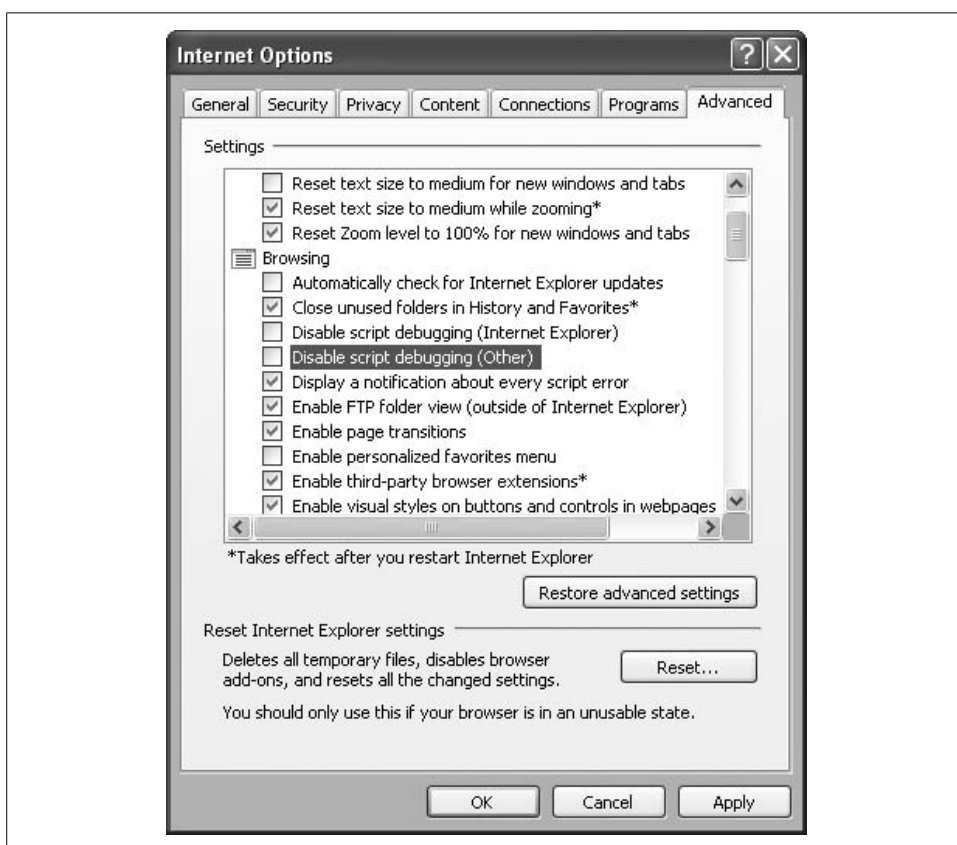 Internet Options
General Security Privacy Content Connections Programs Advanced
Settings
Reset text size to medium for new windows and tabs
Reset text size to medium while zooming*
Reset Zoom level to 100% for new windows and tabs
Browsing
Automatically check for Internet Explorer updates
Close unused folders in History and Favorites*
Disable script debugging (Internet Explorer)
Disable script debugging (Other)
Display a notification about every script error
Enable FTP folder view (outside of Internet Explorer)
Enable page transitions
Enable personalized favorites menu
Enable third-party browser extensions*
Enable visual styles on buttons and controls in webpages
*Takes effect after you restart Internet Explorer
Restore advanced settings
Reset Internet Explorer settings
Deletes all temporary files, disables browser
add-ons, and resets all the changed settings.
Reset...
You should only use this if your browser is in an unusable state.
OK Cancel Apply